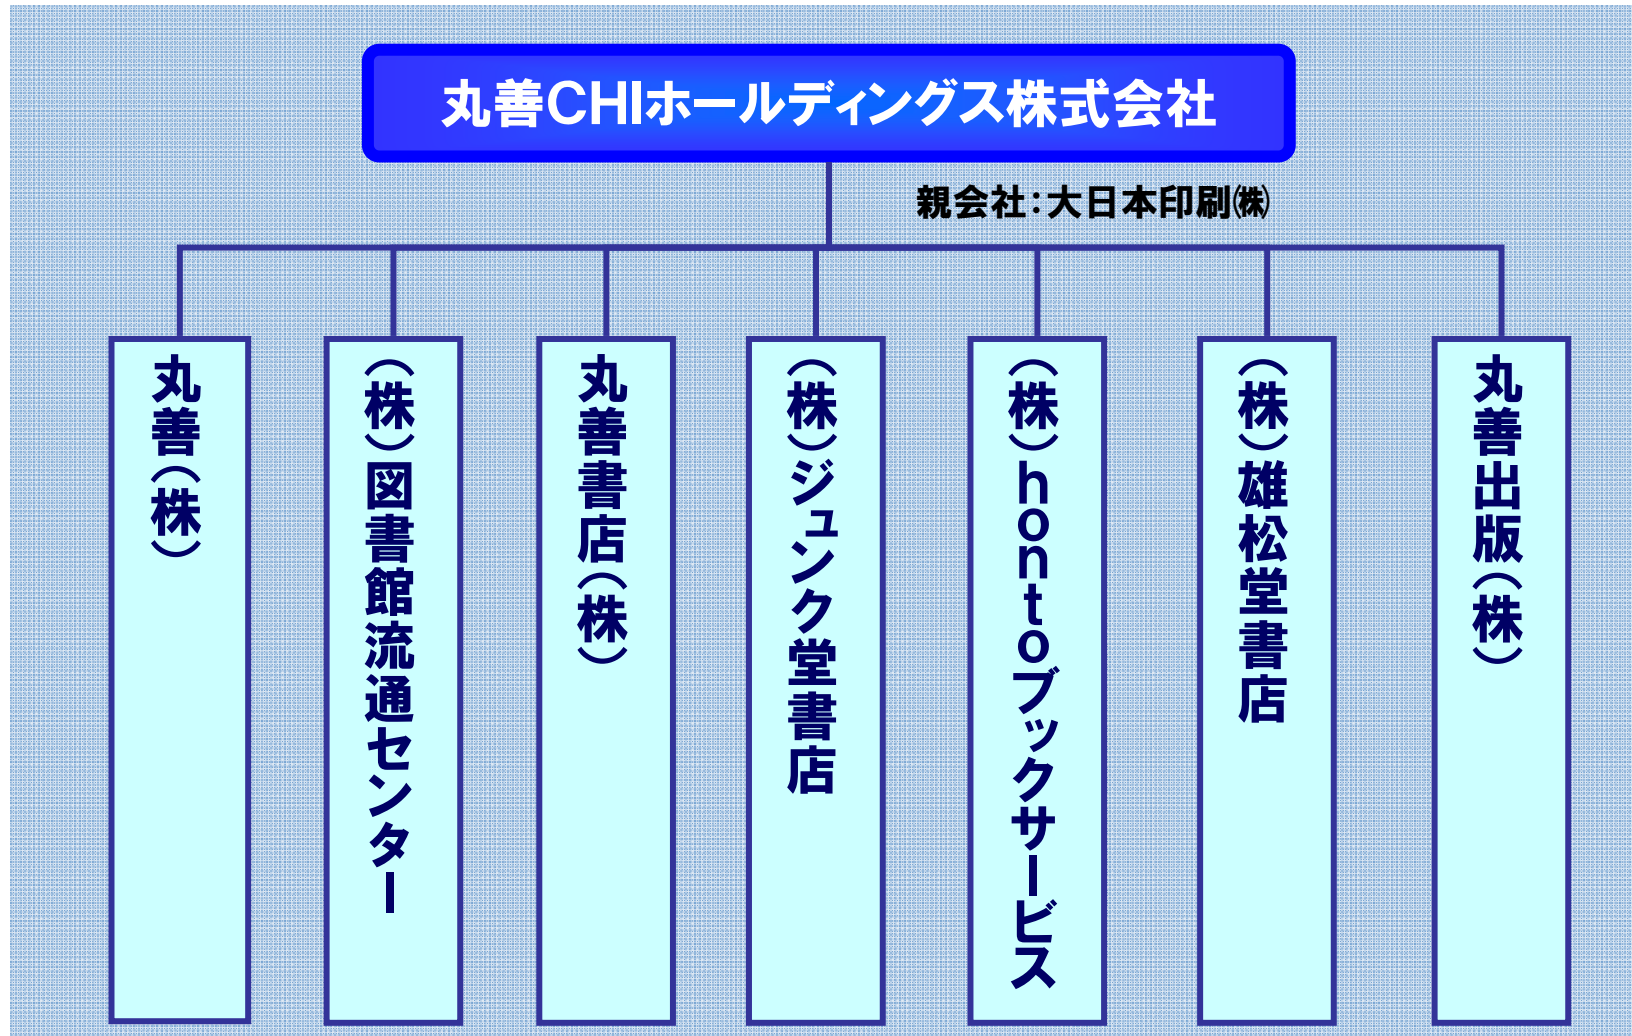 丸善CHIホールディングス株式会社
親会社:大日本印刷㈱
丸善(株)
(株)図書館流通センター
丸善書店(株)
(株)ジュンク堂書店
(株)hontoブックサービス
(株)雄松堂書店
丸善出版(株)